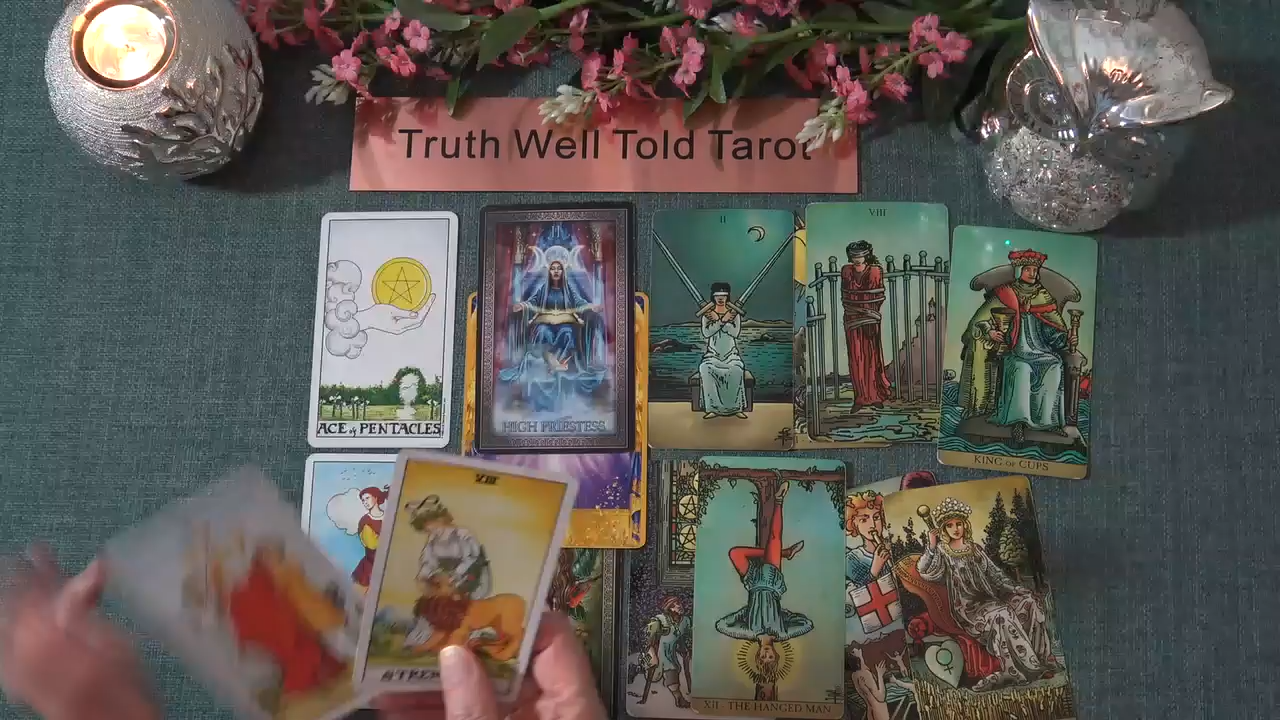 Truth Well Told Tarot
II
VIII
ACE of PENTACLES
HIGH PRIESTESS
KING OF CUPS
VIII
STREN
XII THE HANGED MAN